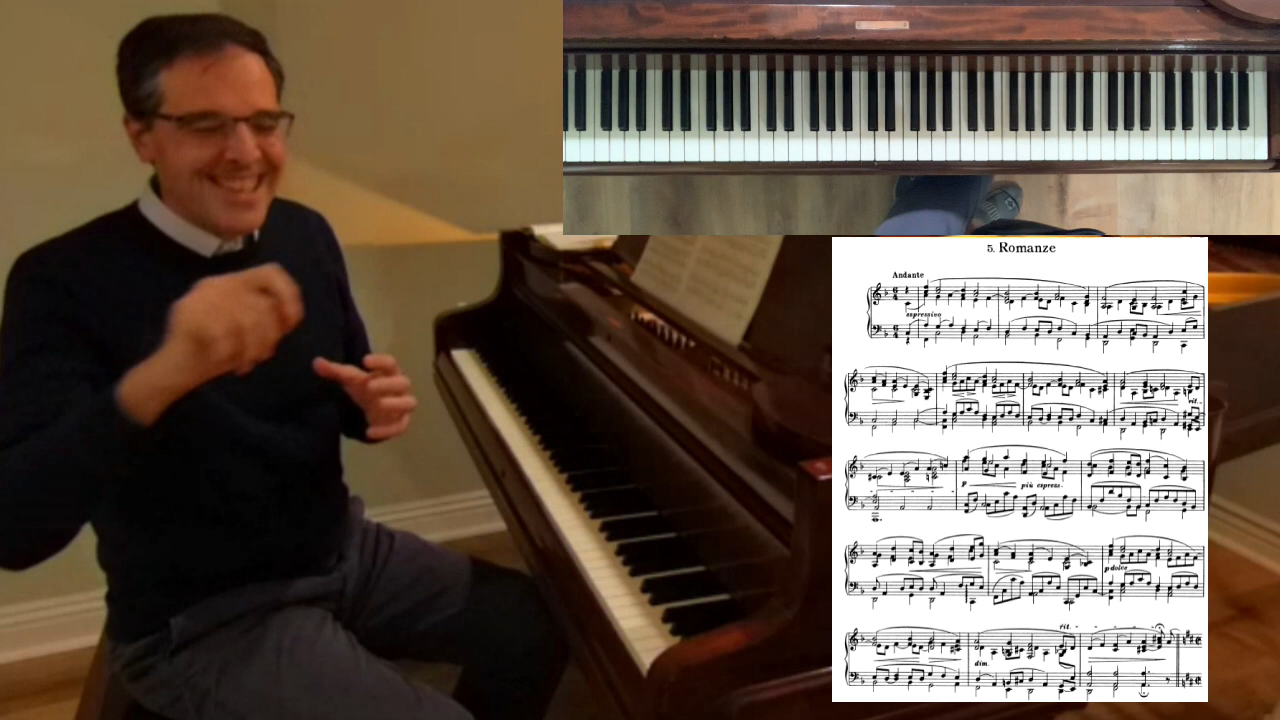 5. Romanze
Andante
espressivo
rit.
p
più espress.
p dolce
rit.
dim.